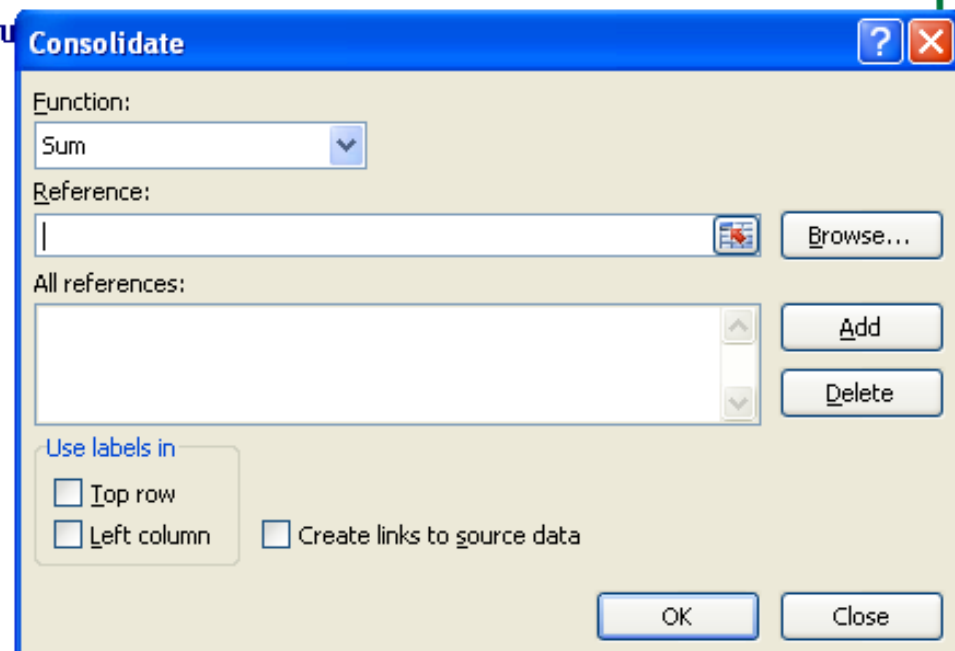 u
Consolidate
?
Function:
Sum
Reference:
Browse...
All references:
Add
Delete
Use labels in
Top row
Left column
Create links to source data
OK
Close